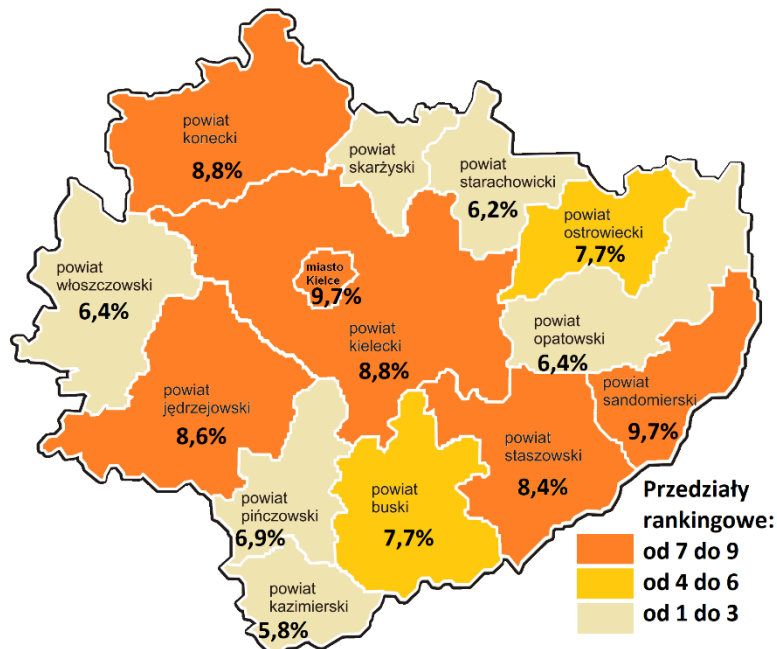 powiat
konecki
8,8%
powiat
skarżyski
powiat
starachowicki
6,2%
powiat
ostrowiecki
7,7%
powiat
włoszczowski
6,4%
miasto
Kielce
9,7%
powiat
kielecki
8,8%
powiat
opatowski
6,4%
powiat
sandomierski
9,7%
powiat
jędrzejowski
8,6%
powiat
staszowski
8,4%
powiat
pińczowski
6,9%
powiat
buski
7,7%
powiat
kazimierski
5,8%
Przedziały
rankingowe:
od 7 do 9
od 4 do 6
od 1 do 3